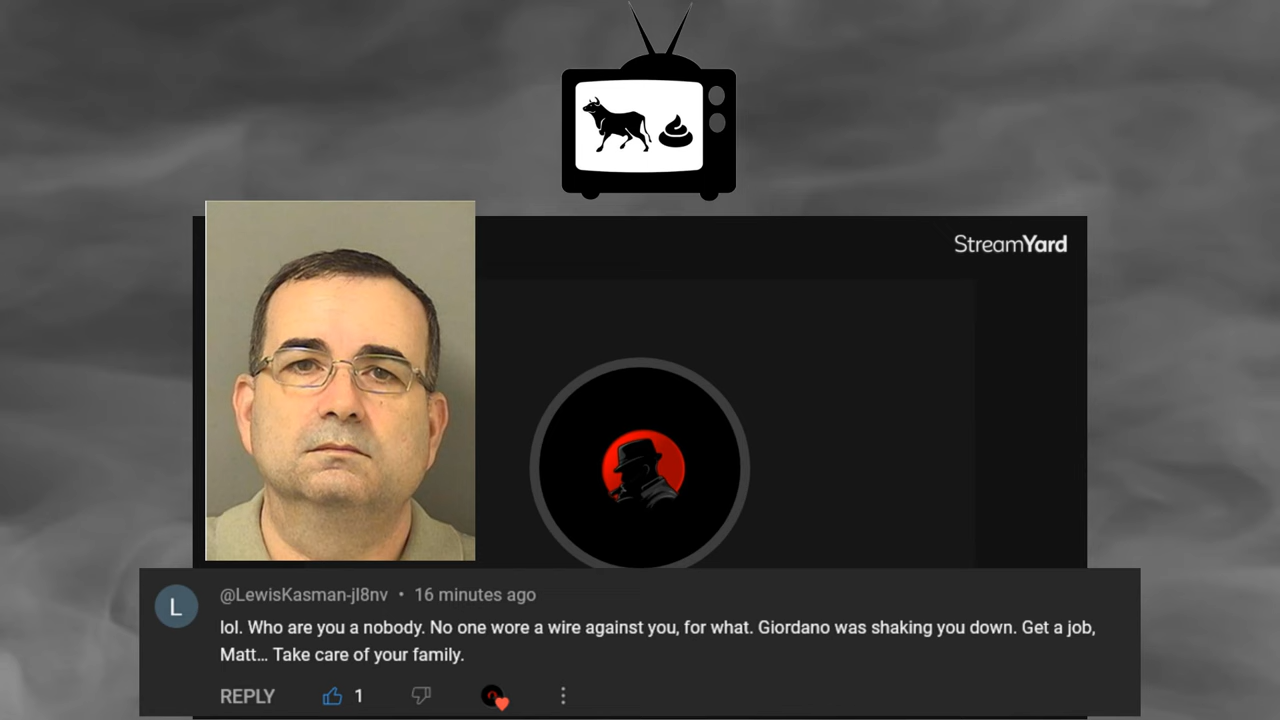 StreamYard
L
@LewisKasman-jl8nv • 16 minutes ago
lol. Who are you a nobody. No one wore a wire against you, for what. Giordano was shaking you down. Get a job,
Matt... Take care of your family.
REPLY 1